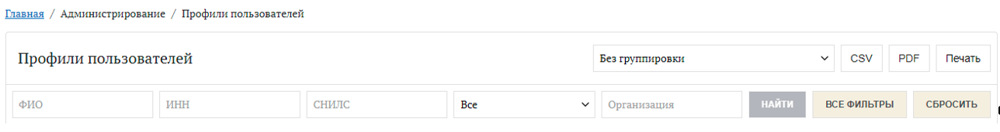 Главная / Администрирование / Профили пользователей
Профили пользователей Без группировки CSV PDF Печать
ФИО ИНН СНИЛС Все Организация НАЙТИ ВСЕ ФИЛЬТРЫ СБРОСИТЬ